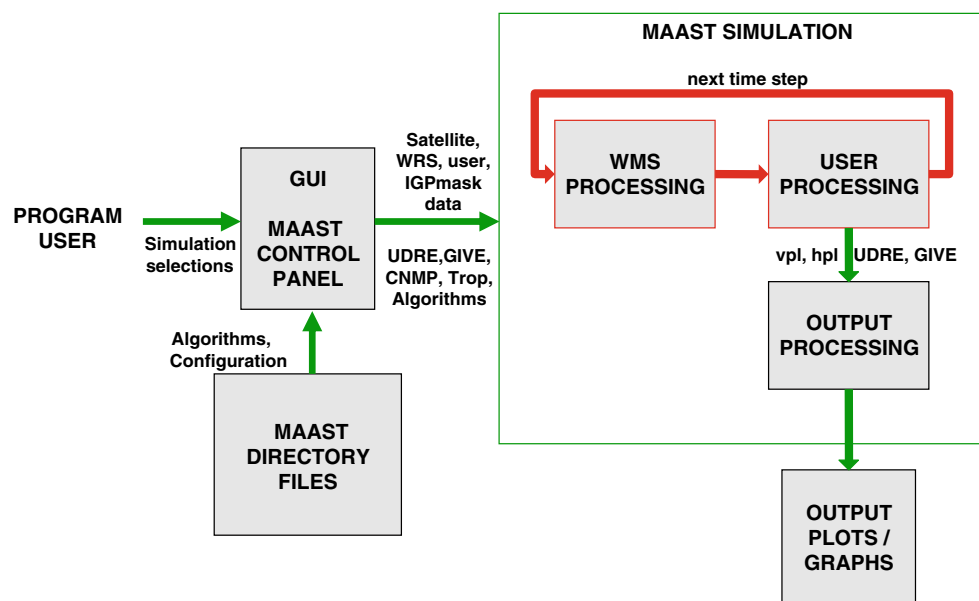 MAAST SIMULATION
next time step
WMS
PROCESSING
USER
PROCESSING
Satellite,
WRS, user,
IGPmask
data
GUI
MAAST
CONTROL
PANEL
PROGRAM
USER
Simulation
selections
UDRE,GIVE,
CNMP, Trop,
Algorithms
vpl, hpl UDRE, GIVE
OUTPUT
PROCESSING
Algorithms,
Configuration
MAAST
DIRECTORY
FILES
OUTPUT
PLOTS /
GRAPHS